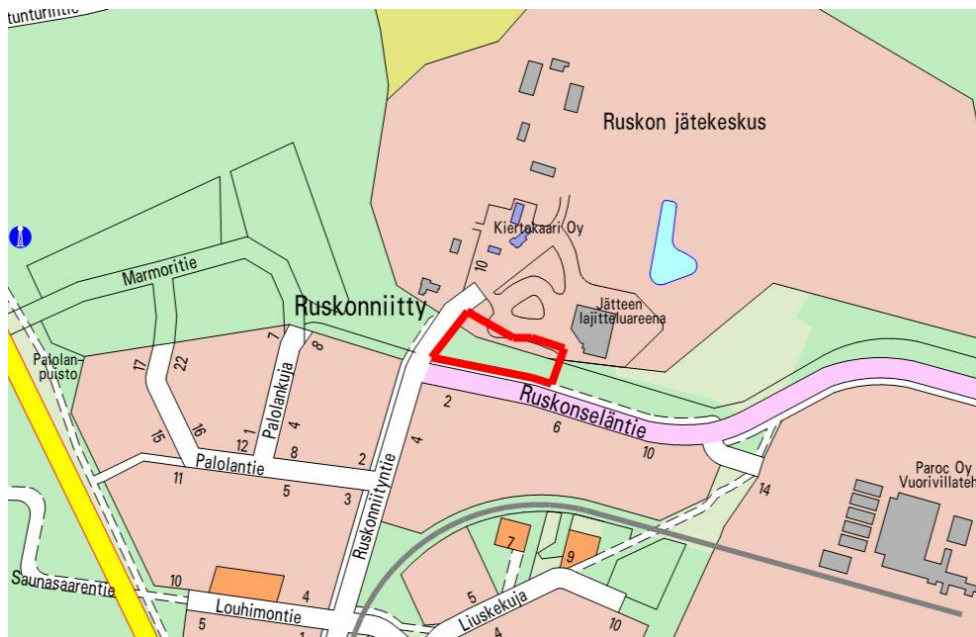 tunturintie
Ruskon jätekeskus
Kiertokaari Oy
10
Marmoritie
Ruskonniitty
Jätteen
lajitteluareena
Palolan-
puisto
17
22
7
8
Palolankuja
15
16
1
4
12
8
2
Palolantie
11
5
3
Ruskonniityntie
4
2
Ruskonseläntie
6
10
14
Paroc Oy
Vuorivillateh
7
9
Saunasaarentie
10
4
Louhimontie
5
1
5
Liuskekuja
4
10